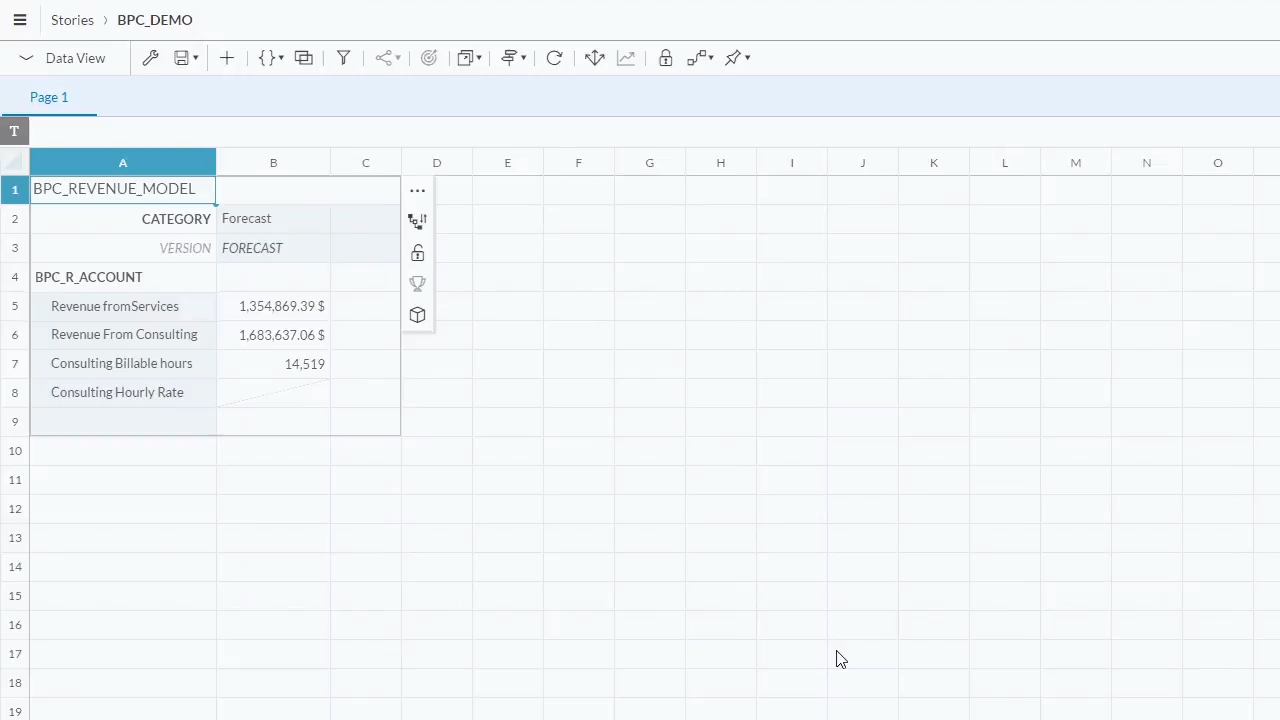 Stories › BPC_DEMO
Data View
Page 1
T
A B C D E F G H I J K L M N O
1 BPC_REVENUE_MODEL
2 CATEGORY Forecast
3 VERSION FORECAST
4 BPC_R_ACCOUNT
5 Revenue from Services 1,354,869.39 $
6 Revenue From Consulting 1,683,637.06 $
7 Consulting Billable hours 14,519
8 Consulting Hourly Rate
9
10
11
12
13
14
15
16
17
18
19